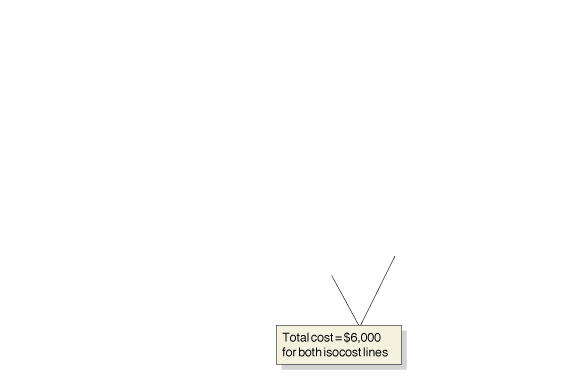 Total cost = $6,000
for both isocost lines